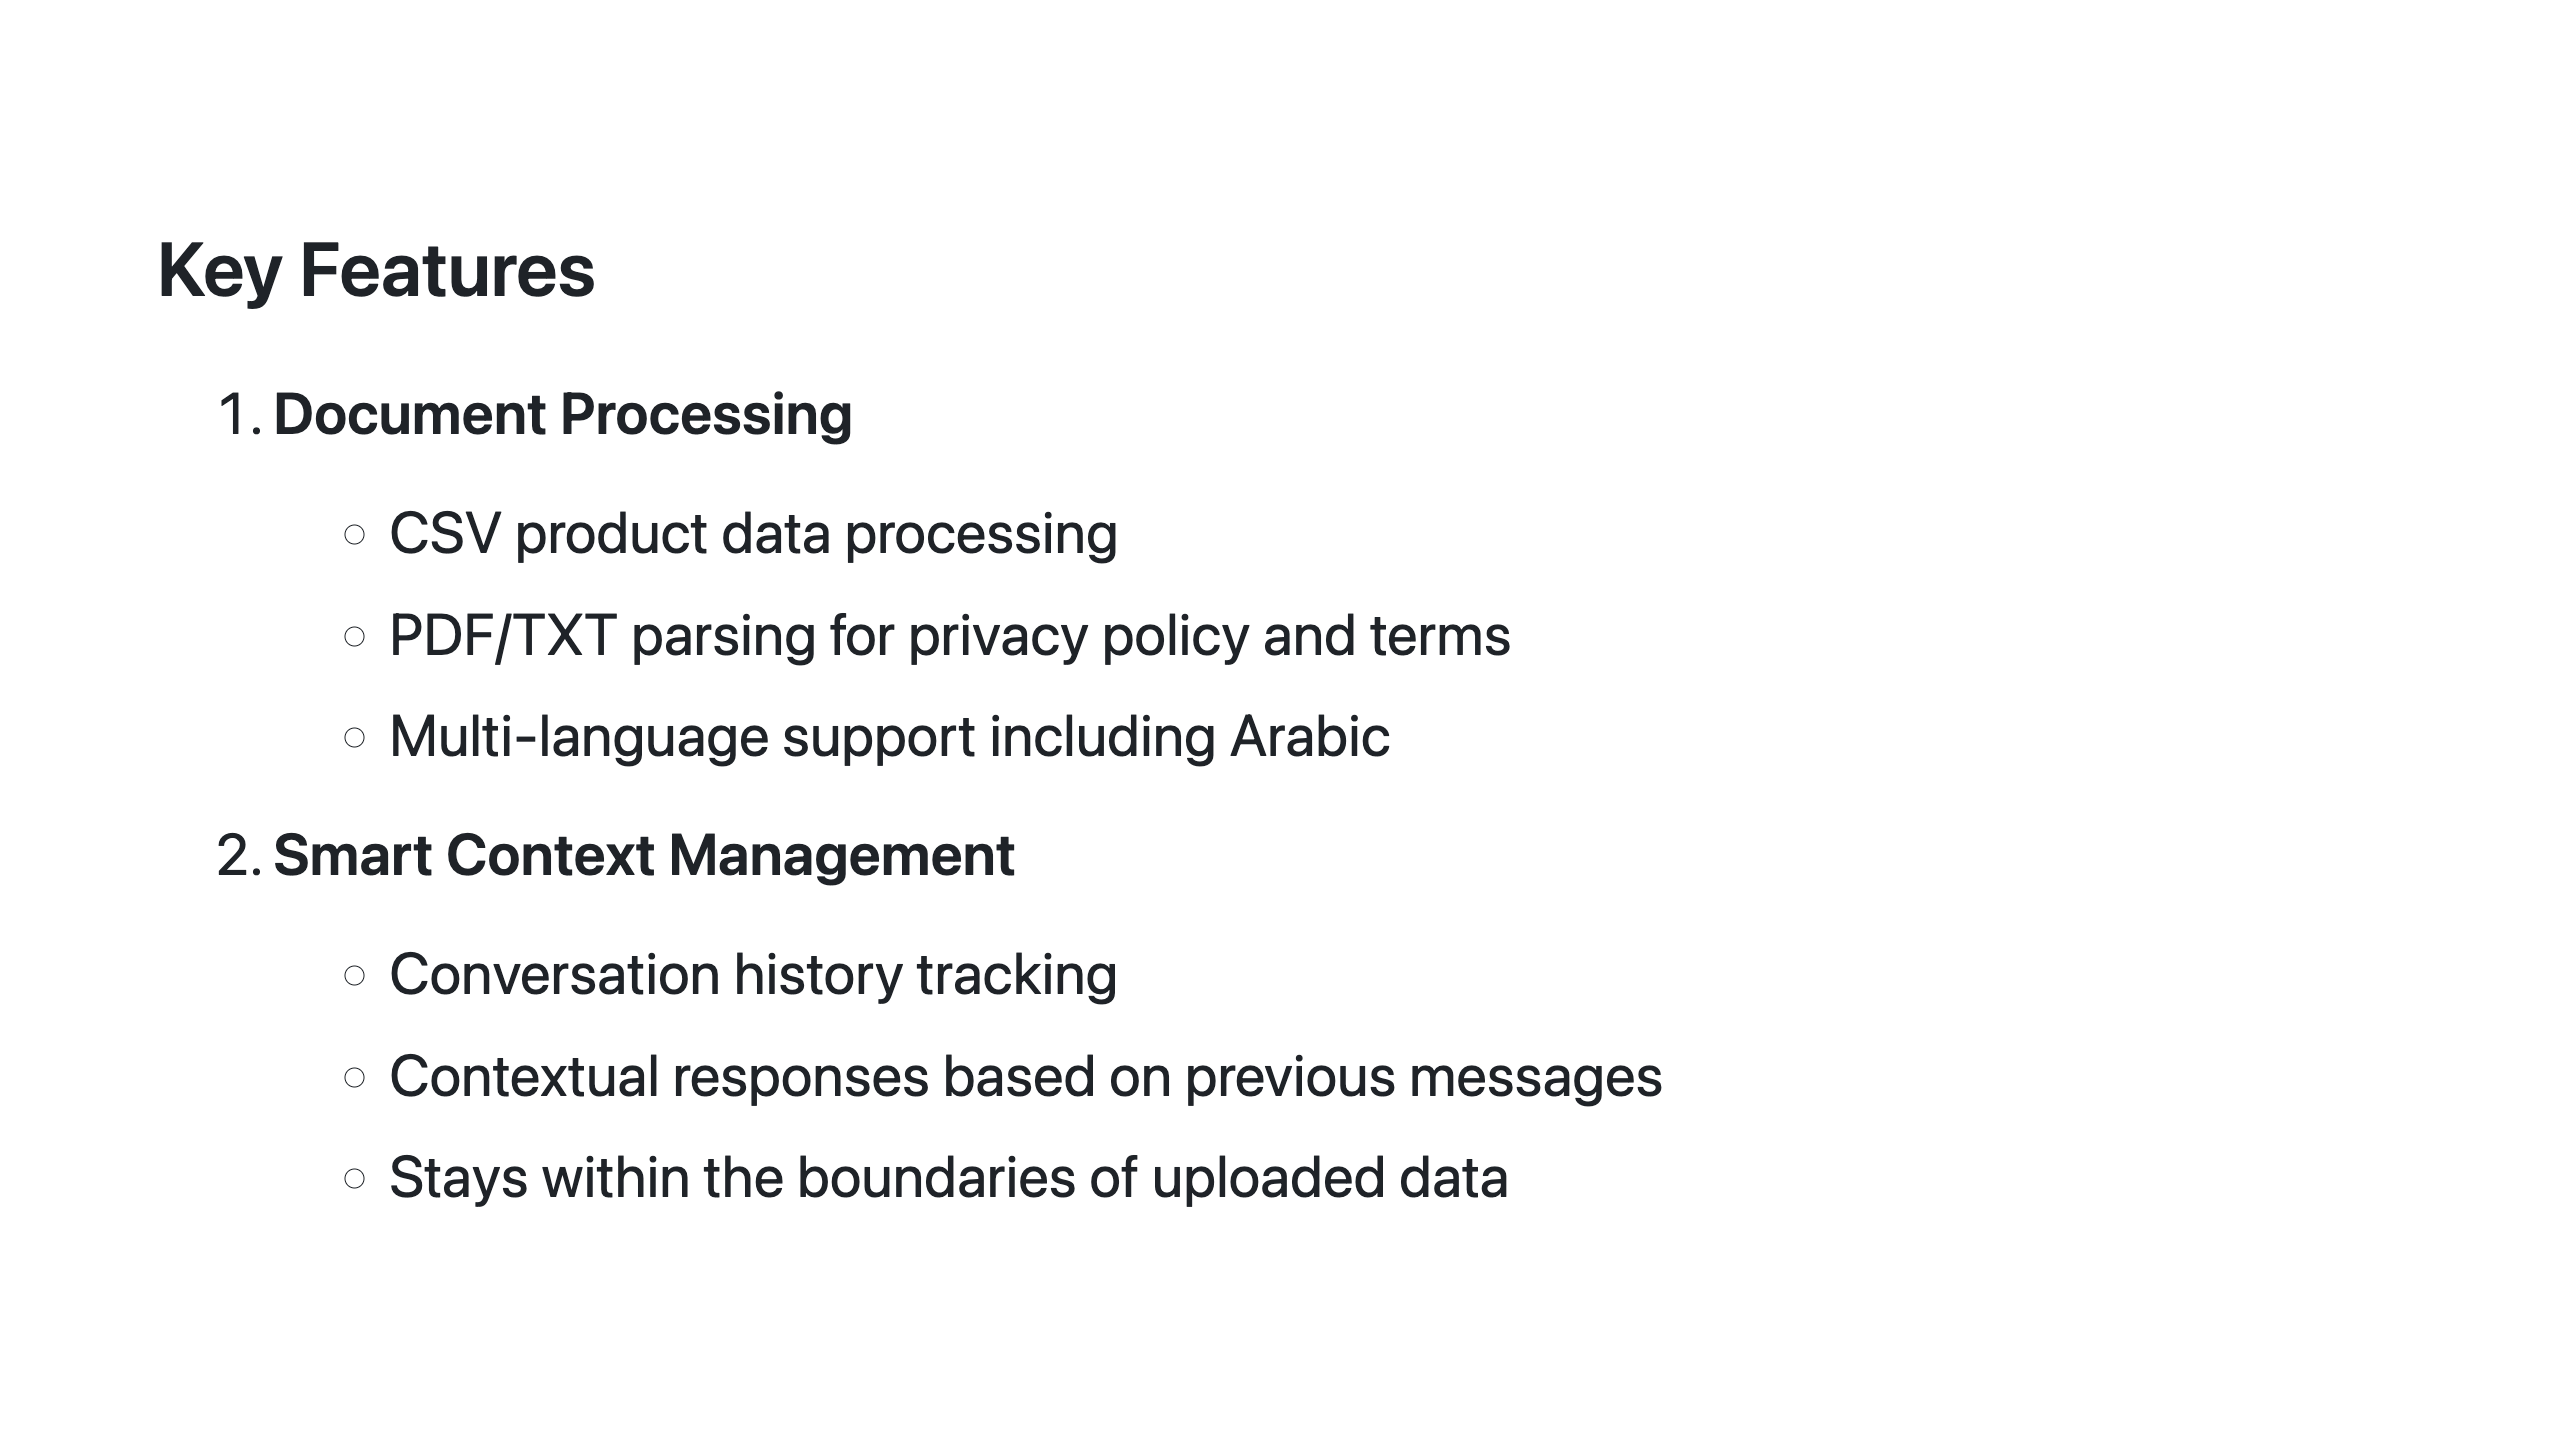 Key Features
1. Document Processing
○ CSV product data processing
○ PDF/TXT parsing for privacy policy and terms
○ Multi-language support including Arabic
2. Smart Context Management
○ Conversation history tracking
○ Contextual responses based on previous messages
○ Stays within the boundaries of uploaded data